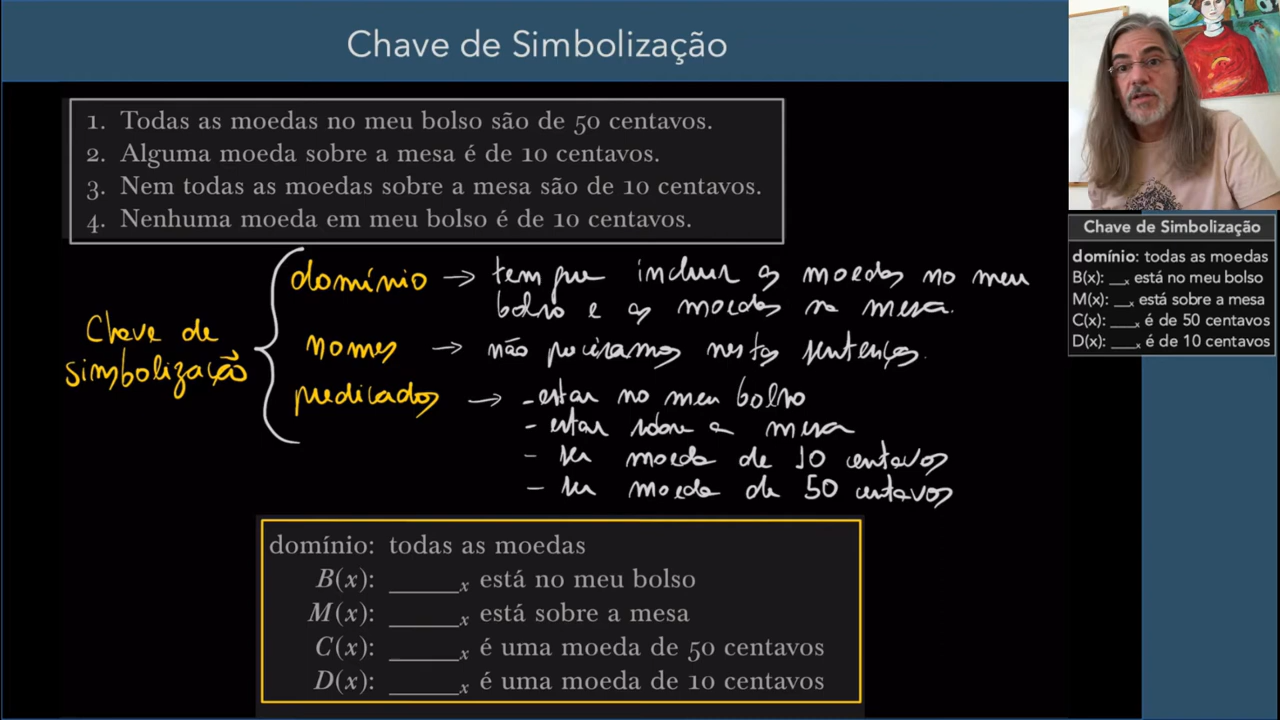 Chave de Simbolização
1. Todas as moedas no meu bolso são de 50 centavos.
2. Alguma moeda sobre a mesa é de 10 centavos.
3. Nem todas as moedas sobre a mesa são de 10 centavos.
4. Nenhuma moeda em meu bolso é de 10 centavos.
Chave de simbolização
domínio → tem que incluir as moedas no meu
bolso e as moedas na mesa.
nomes → não precisamos nestas sentenças.
predicados → - estar no meu bolso
- estar sobre a mesa
- ser moeda de 10 centavos
- ser moeda de 50 centavos
domínio: todas as moedas
B(x): _____x está no meu bolso
M(x): _____x está sobre a mesa
C(x): _____x é uma moeda de 50 centavos
D(x): _____x é uma moeda de 10 centavos
Chave de Simbolização
domínio: todas as moedas
B(x): __x está no meu bolso
M(x): __x está sobre a mesa
C(x): ___x é de 50 centavos
D(x): ___x é de 10 centavos